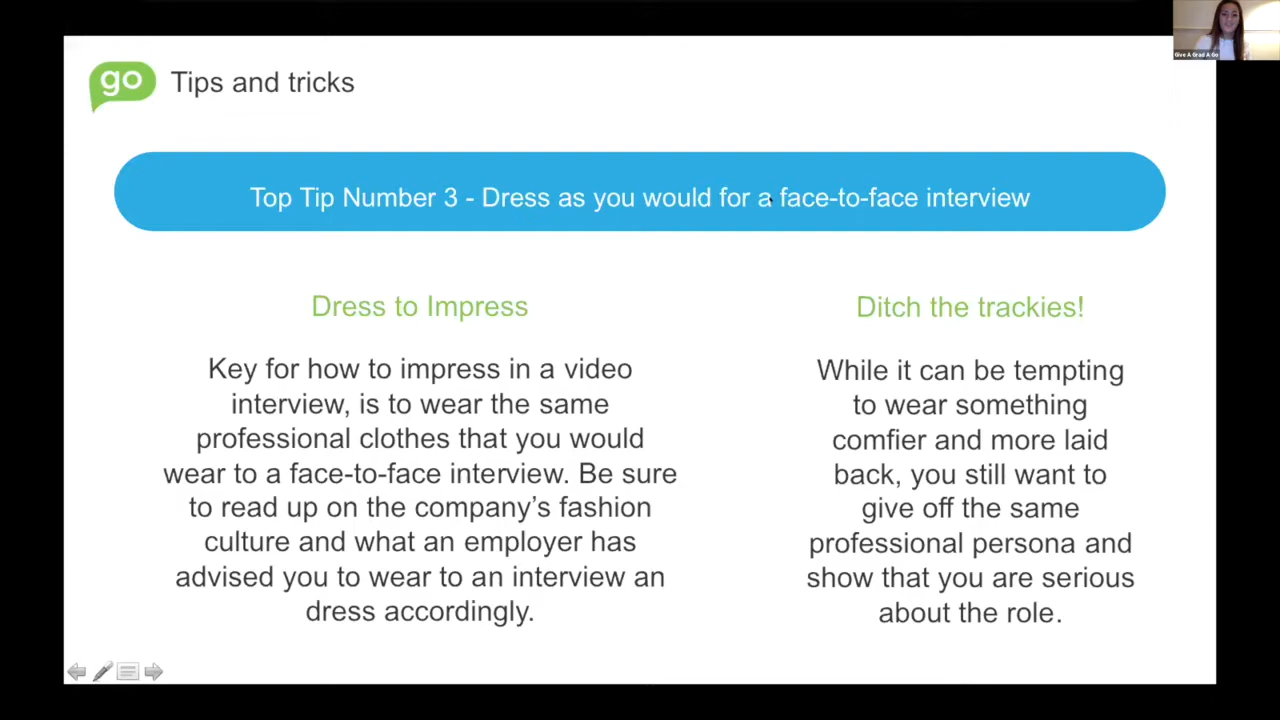 go
Tips and tricks
Give A Grad A Go
Top Tip Number 3 - Dress as you would for a face-to-face interview
Dress to Impress
Key for how to impress in a video
interview, is to wear the same
professional clothes that you would
wear to a face-to-face interview. Be sure
to read up on the company's fashion
culture and what an employer has
advised you to wear to an interview an
dress accordingly.
Ditch the trackies!
While it can be tempting
to wear something
comfier and more laid
back, you still want to
give off the same
professional persona and
show that you are serious
about the role.